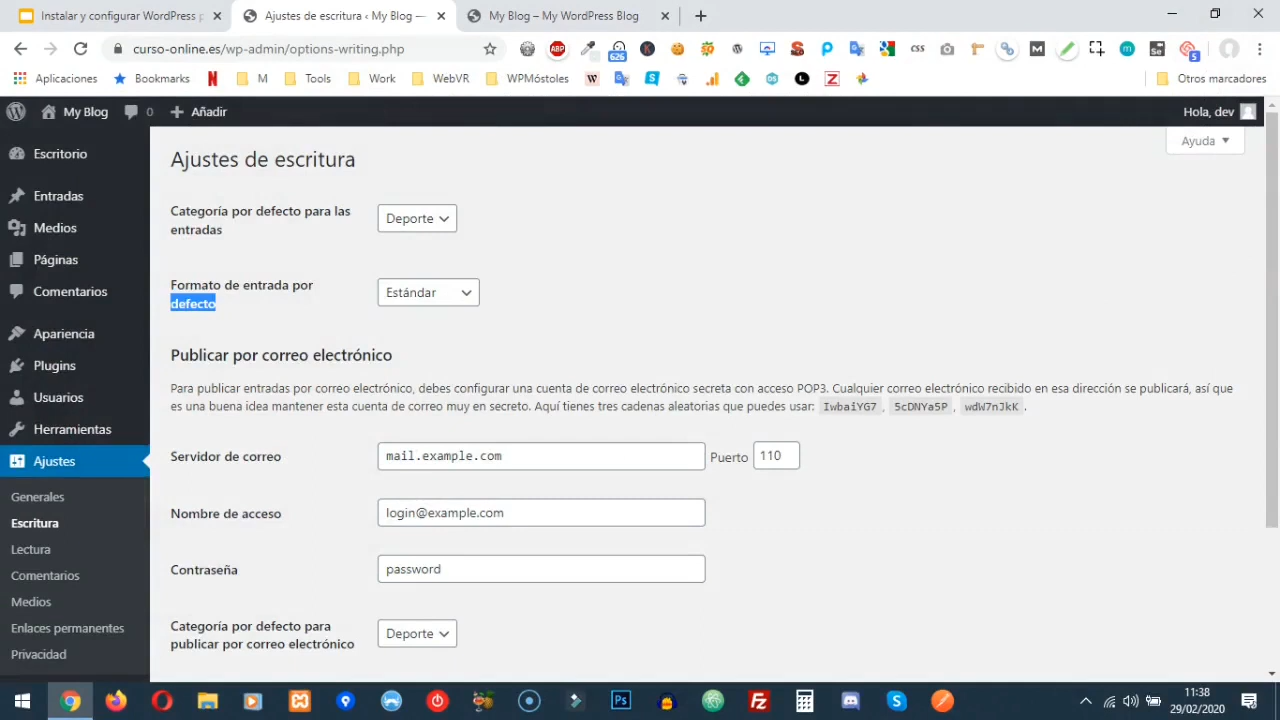 Instalar y configurar WordPress p
Ajustes de escritura ‹ My Blog —
My Blog – My WordPress Blog
curso-online.es/wp-admin/options-writing.php
ABP
626
K
css
M
Se
m
5
Aplicaciones
Bookmarks
M
Tools
Work
WebVR
WPMóstoles
Otros marcadores
My Blog
0
Añadir
Hola, dev
Ayuda
Escritorio
Entradas
Medios
Páginas
Comentarios
Apariencia
Plugins
Usuarios
Herramientas
Ajustes
Generales
Escritura
Lectura
Comentarios
Medios
Enlaces permanentes
Privacidad
Ajustes de escritura
Categoría por defecto para las
entradas
Deporte
Formato de entrada por
defecto
Estándar
Publicar por correo electrónico
Para publicar entradas por correo electrónico, debes configurar una cuenta de correo electrónico secreta con acceso POP3. Cualquier correo electrónico recibido en esa dirección se publicará, así que
es una buena idea mantener esta cuenta de correo muy en secreto. Aquí tienes tres cadenas aleatorias que puedes usar: IwbaiYG7 , 5cDNYa5P , wdW7nJkK .
Servidor de correo
mail.example.com
Puerto
110
Nombre de acceso
login@example.com
Contraseña
password
Categoría por defecto para
publicar por correo electrónico
Deporte
Ps
Fz
11:38
29/02/2020